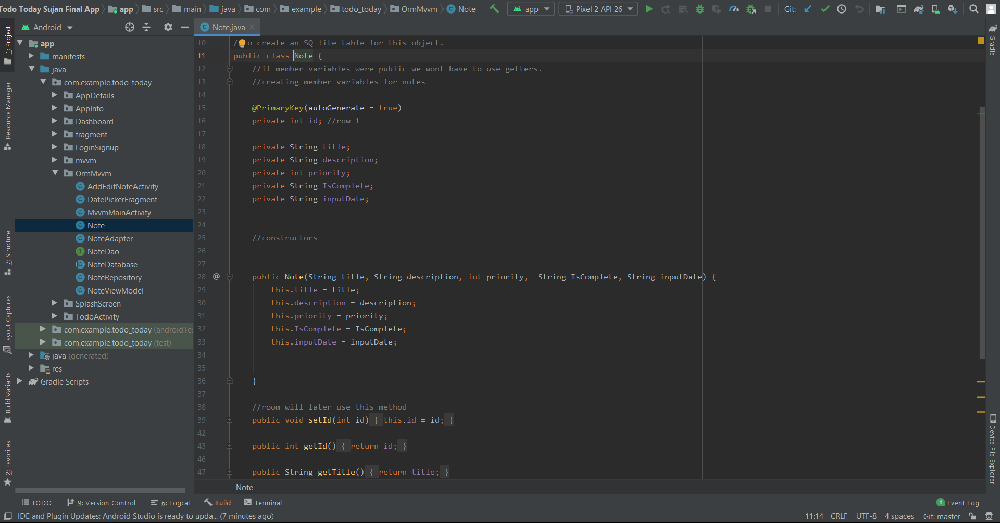 Todo Today Sujan Final App app src main java com example todo_today OrmMvvm Note app Pixel 2 API 26 Git:
1: Project
Resource Manager
7: Structure
Layout Captures
Build Variants
2: Favorites
Android
app
manifests
java
com.example.todo_today
AppDetails
AppInfo
Dashboard
fragment
LoginSignup
mvvm
OrmMvvm
AddEditNoteActivity
DatePickerFragment
MvvmMainActivity
Note
NoteAdapter
NoteDao
NoteDatabase
NoteRepository
NoteViewModel
SplashScreen
TodoActivity
com.example.todo_today (androidTes
com.example.todo_today (test)
java (generated)
res
Gradle Scripts
Note.java
10 //to create an SQ-lite table for this object.
11 public class Note {
12 //if member variables were public we wont have to use getters.
13 //creating member variables for notes
14
15 @PrimaryKey(autoGenerate = true)
16 private int id; //row 1
17
18 private String title;
19 private String description;
20 private int priority;
21 private String IsComplete;
22 private String inputDate;
23
24
25 //constructors
26
27
28 @ public Note(String title, String description, int priority,  String IsComplete, String inputDate) {
29 this.title = title;
30 this.description = description;
31 this.priority = priority;
32 this.IsComplete = IsComplete;
33 this.inputDate = inputDate;
34
35
36 }
37
38 //room will later use this method
39 public void setId(int id) { this.id = id; }
42
43 public int getId() { return id; }
46
47 public String getTitle() { return title; }
Note
Gradle
Device File Explorer
TODO 9: Version Control 6: Logcat Build Terminal 1 Event Log
IDE and Plugin Updates: Android Studio is ready to upda... (7 minutes ago) 11:14 CRLF UTF-8 4 spaces Git: master